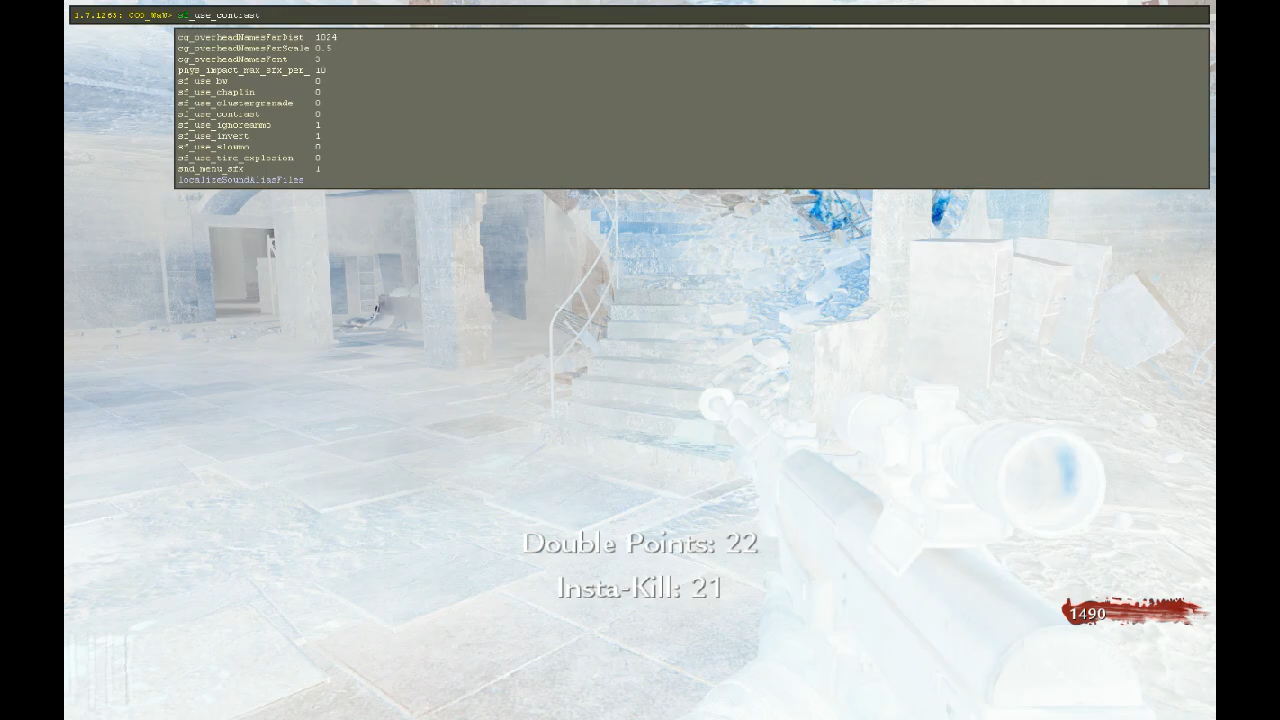 1.7.1263: COD_WaW> sf_use_contrast
cg_overheadNamesFarDist 1024
cg_overheadNamesFarScale 0.5
cg_overheadNamesFont 3
phys_impact_max_sfx_per_ 10
sf_use_bw 0
sf_use_chaplin 0
sf_use_clustergrenade 0
sf_use_contrast 0
sf_use_ignoreammo 1
sf_use_invert 1
sf_use_slowmo 0
sf_use_tire_explosion 0
snd_menu_sfx 1
localizeSoundAliasFiles
Double Points: 22
Insta-Kill: 21
1490